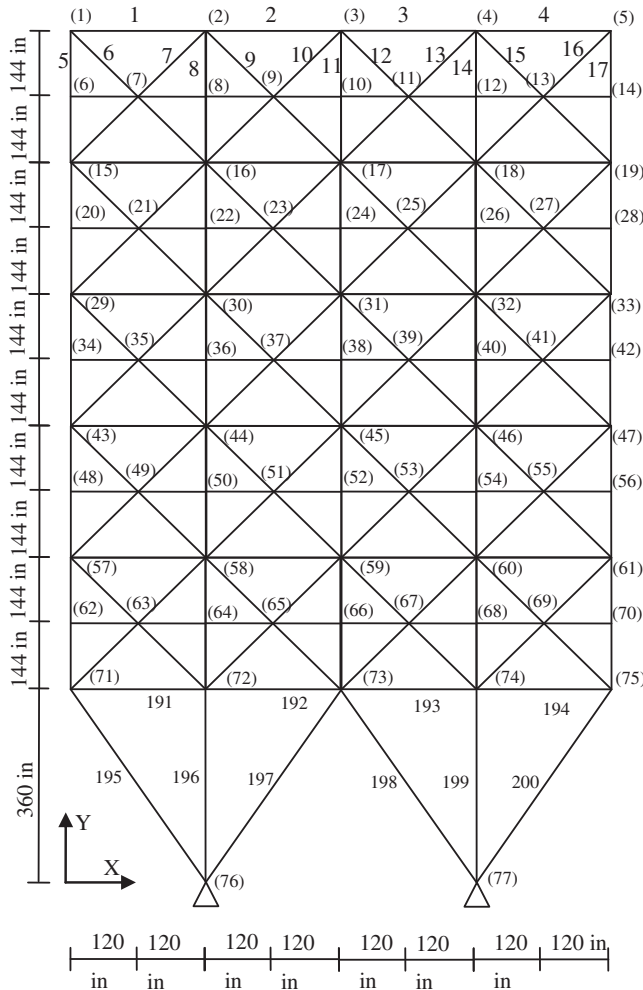 (1) 1 (2) 2 (3) 3 (4) 4 (5)
144 in 5 6 7 8 9 10 11 12 13 14 15 16 17
(6) (7) (8) (9) (10) (11) (12) (13) (14)
144 in
(15) (16) (17) (18) (19)
144 in (20) (21) (22) (23) (24) (25) (26) (27) (28)
144 in
(29) (30) (31) (32) (33)
144 in (34) (35) (36) (37) (38) (39) (40) (41) (42)
144 in
(43) (44) (45) (46) (47)
144 in (48) (49) (50) (51) (52) (53) (54) (55) (56)
144 in
(57) (58) (59) (60) (61)
144 in (62) (63) (64) (65) (66) (67) (68) (69) (70)
144 in
(71) (72) (73) (74) (75)
191 192 193 194
360 in 195 196 197 198 199 200
Y
X
(76) (77)
120 120 120 120 120 120 120 120 in
in in in in in in in